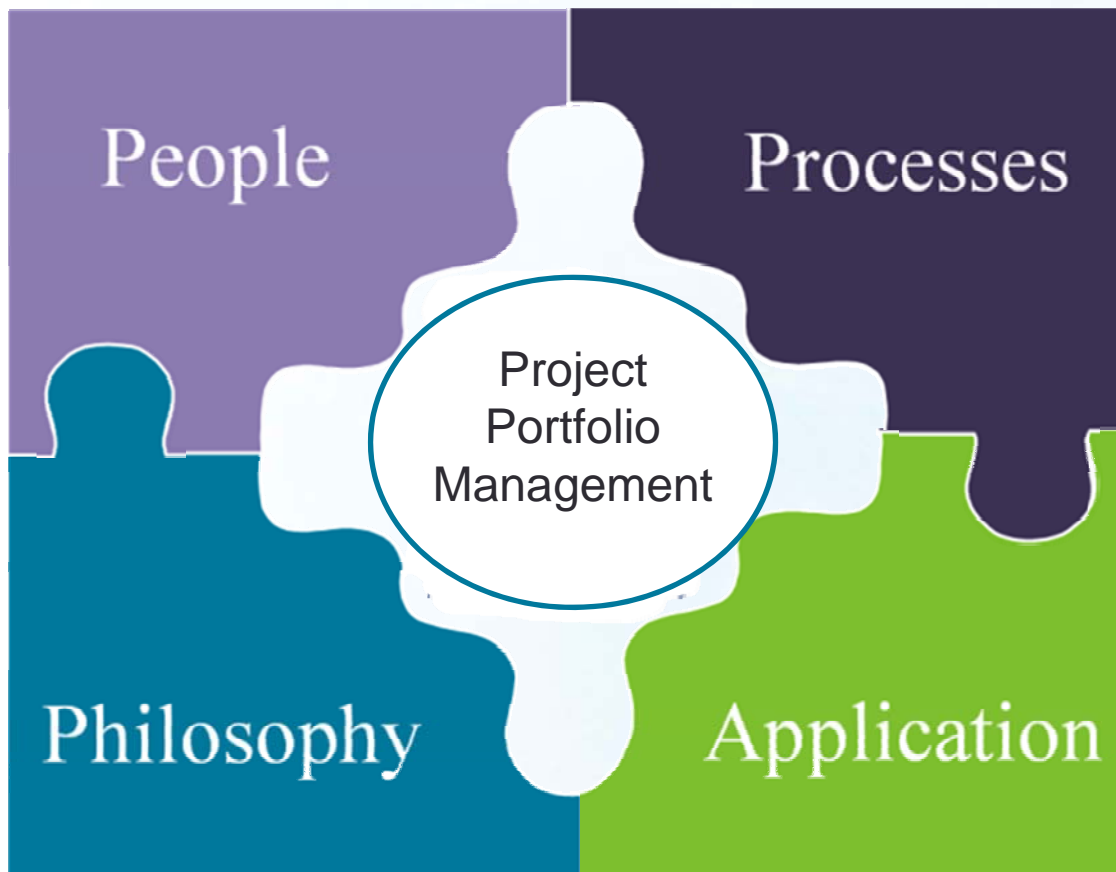 People
Processes
Project
Portfolio
Management
Philosophy
Application